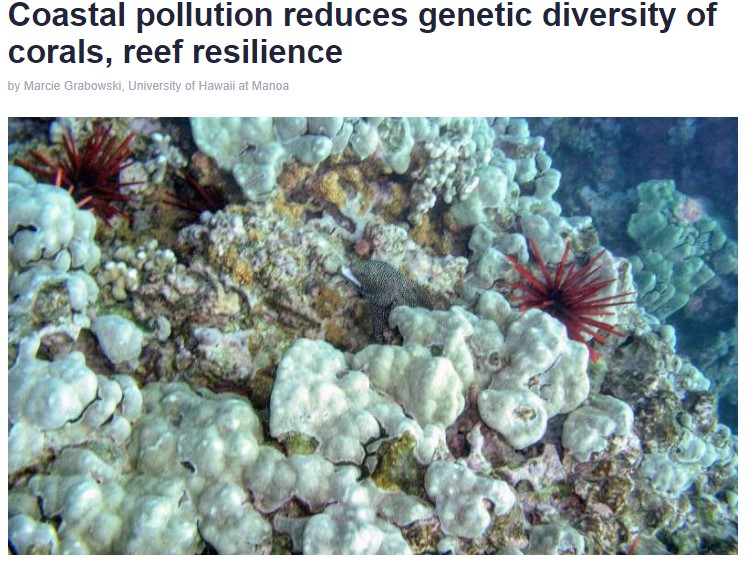 Coastal pollution reduces genetic diversity of
corals, reef resilience
by Marcie Grabowski, University of Hawaii at Manoa